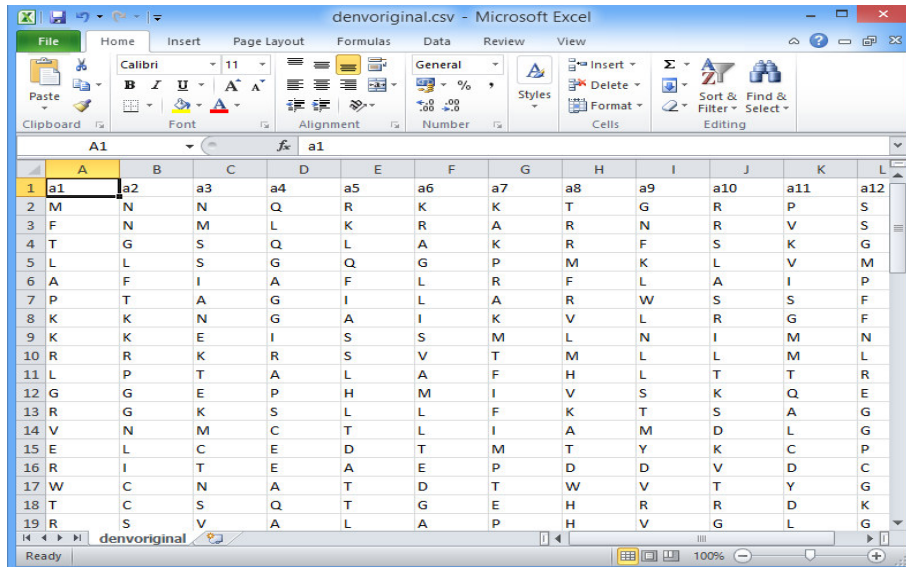 denvoriginal.csv - Microsoft Excel
File Home Insert Page Layout Formulas Data Review View
Calibri 11 General Insert Σ
Paste B I U A A % , Styles Delete Sort & Find &
A .00 .00 Format Filter Select
Clipboard Font Alignment Number Cells Editing
A1 fx a1
A B C D E F G H I J K L
1 a1 a2 a3 a4 a5 a6 a7 a8 a9 a10 a11 a12
2 M N N Q R K K T G R P S
3 F N M L K R A R N R V S
4 T G S Q L A K R F S K G
5 L L S G Q G P M K L V M
6 A F I A F L R F L A I P
7 P T A G I L A R W S S F
8 K K N G A I K V L R G F
9 K K E I S S M L N I M N
10 R R K R S V T M L L M L
11 L P T A L A F H L T T R
12 G G E P H M I V S K Q E
13 R G K S L L F K T S A G
14 V N M C T L I A M D L G
15 E L C E D T M T Y K C P
16 R I T E A E P D D V D C
17 W C N A T D T W V T Y G
18 T C S Q T G E H R R D K
19 R S V A L A P H V G L G
denvoriginal
Ready 100%